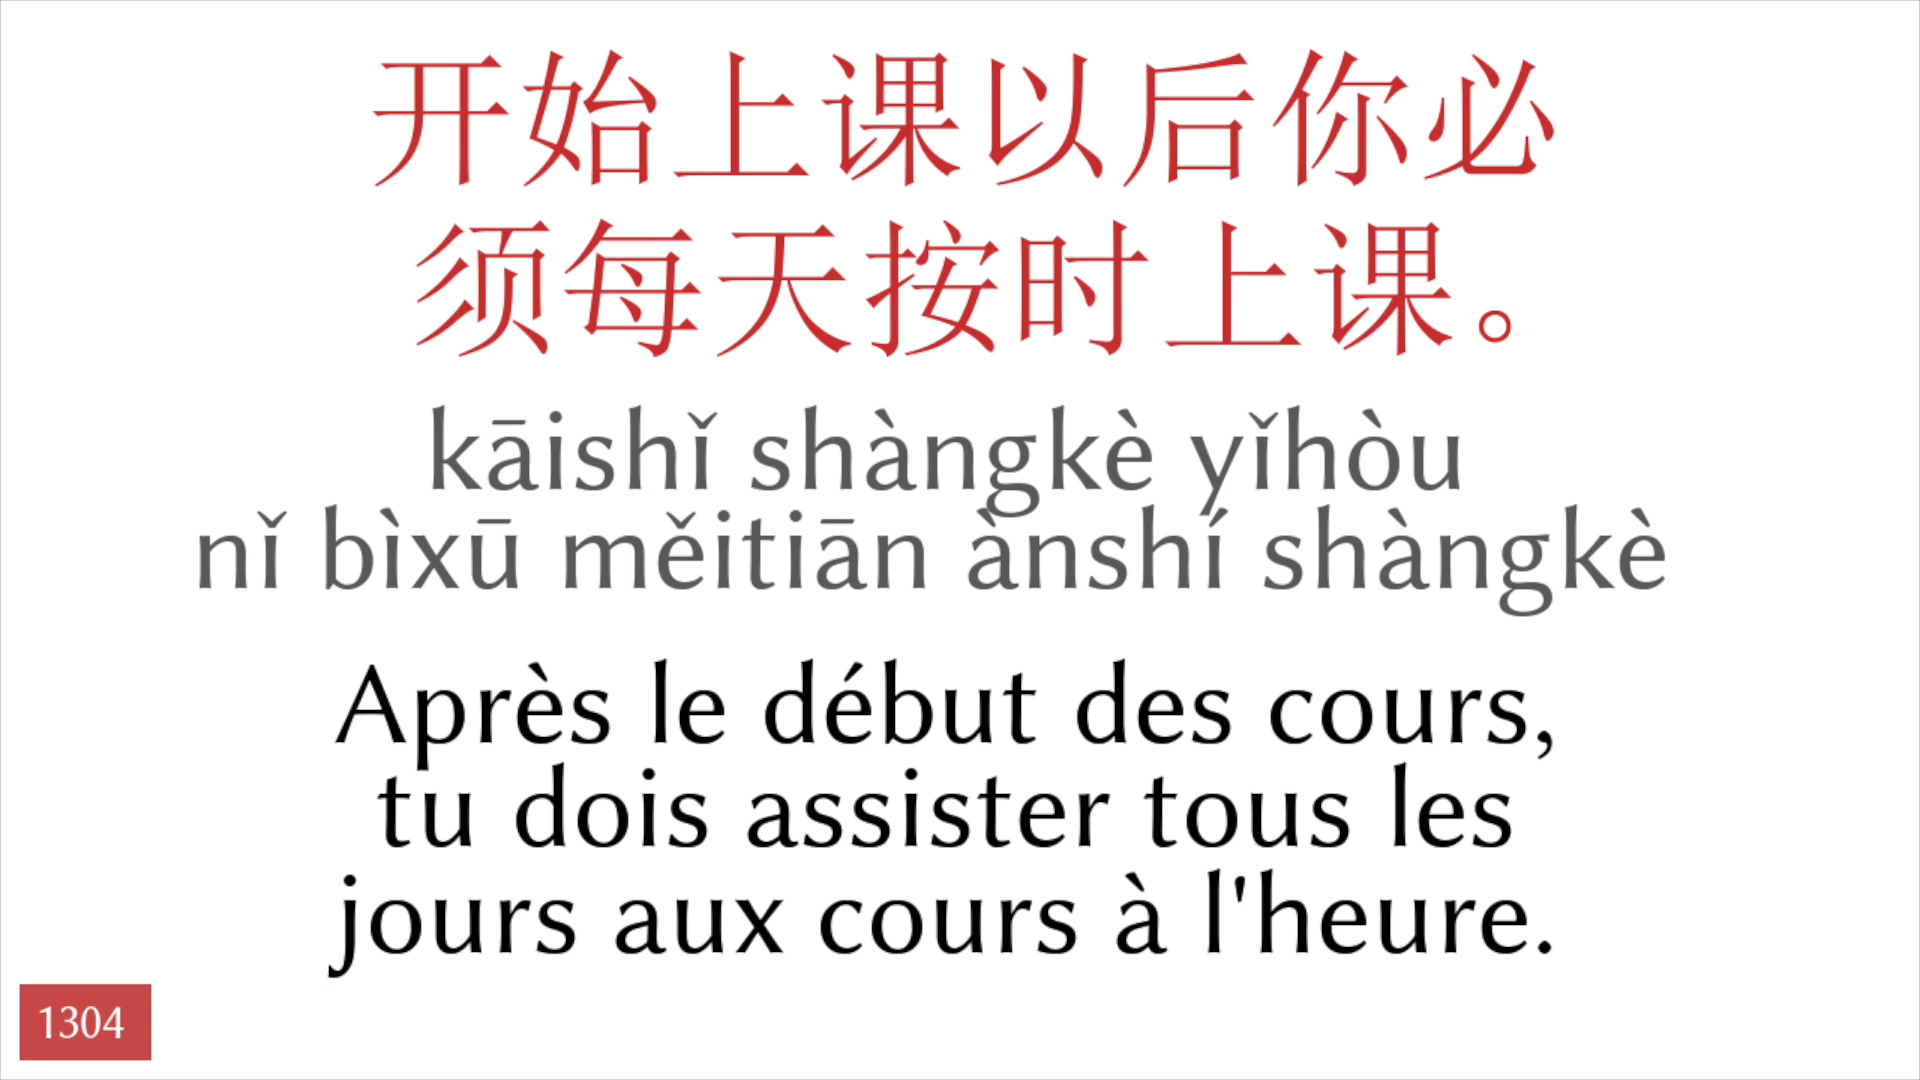 开始上课以后你必
须每天按时上课。
kāishǐ shàngkè yǐhòu
nǐ bìxū měitiān ànshí shàngkè
Après le début des cours,
tu dois assister tous les
jours aux cours à l'heure.
1304